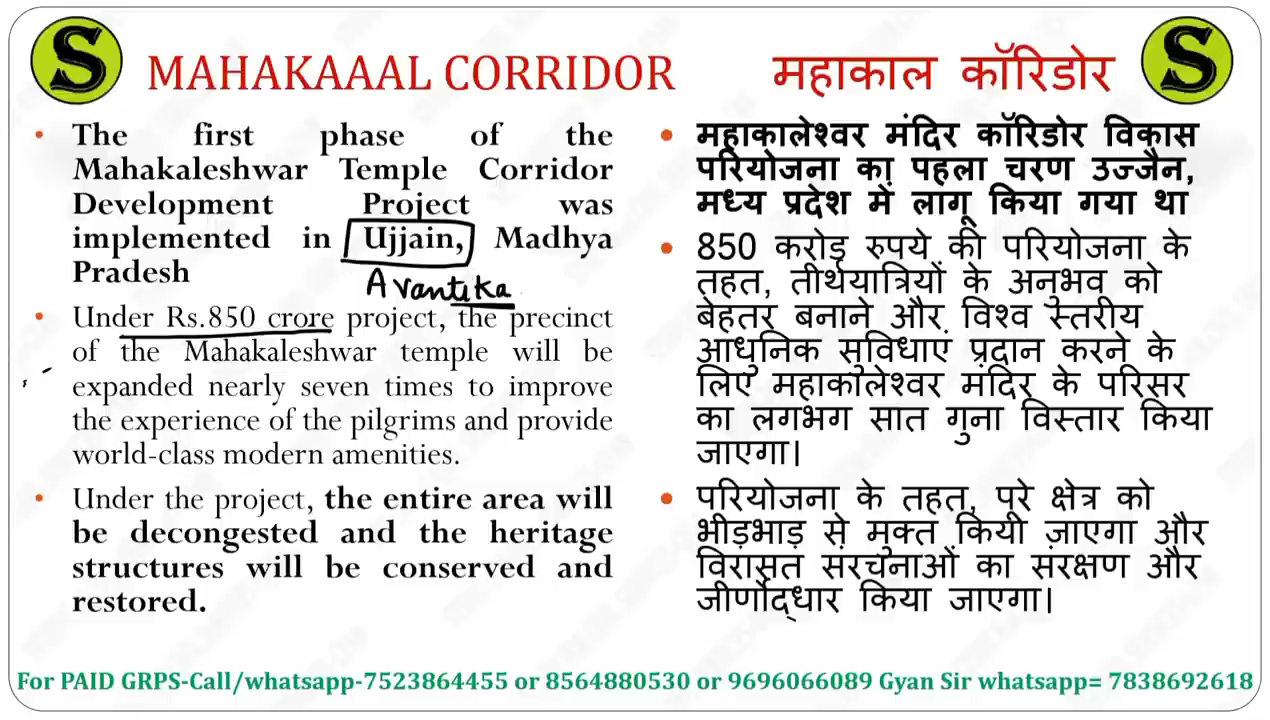 S
MAHAKAAAL CORRIDOR
• The first phase of the
Mahakaleshwar Temple Corridor
Development Project was
implemented in Ujjain, Madhya
Pradesh
Avantika
• Under Rs.850 crore project, the precinct
of the Mahakaleshwar temple will be
expanded nearly seven times to improve
the experience of the pilgrims and provide
world-class modern amenities.
• Under the project, the entire area will
be decongested and the heritage
structures will be conserved and
restored.
महाकाल कॉरिडोर
S
• महाकालेश्वर मंदिर कॉरिडोर विकास
परियोजना का पहला चरण उज्जैन,
मध्य प्रदेश में लागू किया गया था
• 850 करोड़ रुपये की परियोजना के
तहत, तीर्थयात्रियों के अनुभव को
बेहतर बनाने और विश्व स्तरीय
आधुनिक सुविधाएं प्रदान करने के
लिए महाकालेश्वर मंदिर के परिसर
का लगभग सात गुना विस्तार किया
जाएगा।
• परियोजना के तहत, पूरे क्षेत्र को
भीड़भाड़ से मुक्त किया जाएगा और
विरासत संरचनाओं का संरक्षण और
जीर्णोद्धार किया जाएगा।
For PAID GRPS-Call/whatsapp-7523864455 or 8564880530 or 9696066089 Gyan Sir whatsapp= 7838692618